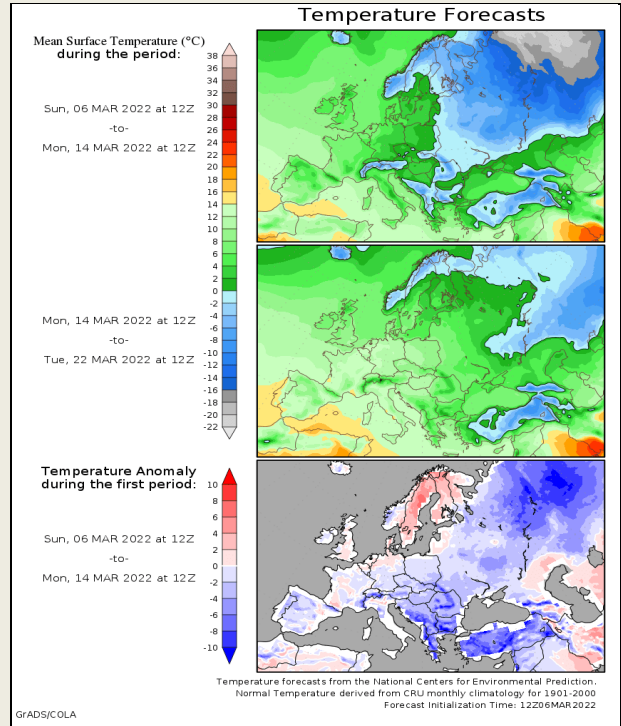 Temperature Forecasts
Mean Surface Temperature (°C)
during the period:
Sun, 06 MAR 2022 at 12Z
-to-
Mon, 14 MAR 2022 at 12Z
38
36
34
32
30
28
26
24
22
20
18
16
14
12
10
8
6
4
2
0
-2
-4
-6
-8
-10
-12
-14
-16
-18
-20
-22
Mon, 14 MAR 2022 at 12Z
-to-
Tue, 22 MAR 2022 at 12Z
Temperature Anomaly
during the first period:
Sun, 06 MAR 2022 at 12Z
-to-
Mon, 14 MAR 2022 at 12Z
10
8
6
4
2
0
-2
-4
-6
-8
-10
Temperature forecasts from the National Centers for Environmental Prediction.
Normal Temperature derived from CRU monthly climatology for 1901-2000
Forecast Initialization Time: 12Z06MAR2022
GrADS/COLA